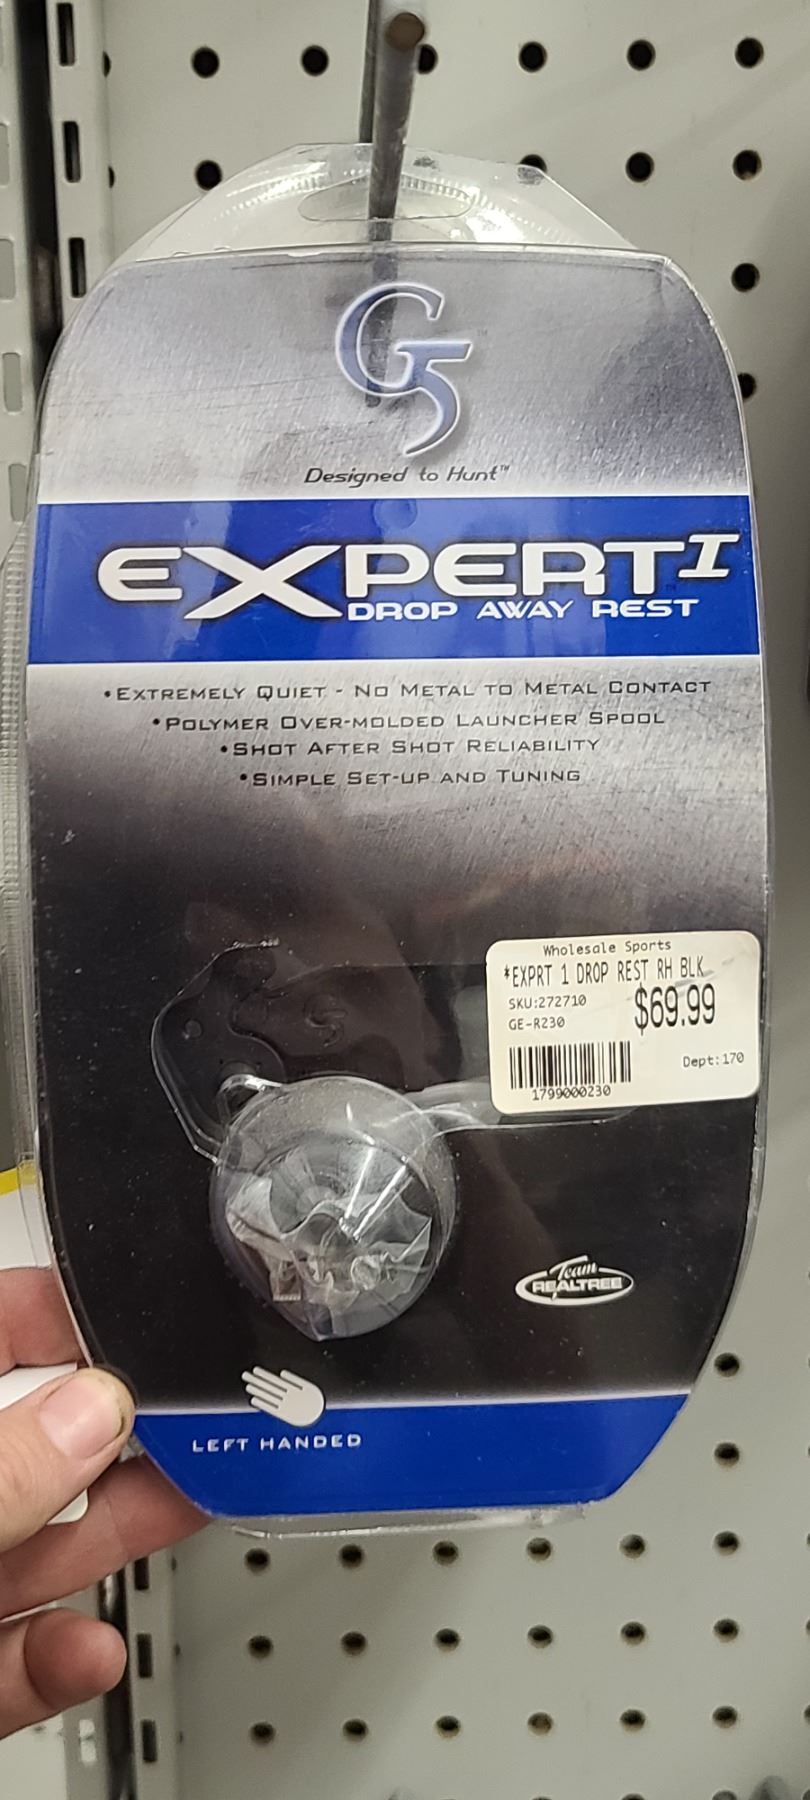 G5
Designed to Hunt™
EXPERT I
DROP AWAY REST
•EXTREMELY QUIET - NO METAL TO METAL CONTACT
•POLYMER OVER-MOLDED LAUNCHER SPOOL
•SHOT AFTER SHOT RELIABILITY
•SIMPLE SET-UP AND TUNING
Wholesale Sports
*EXPRT 1 DROP REST RH BLK
SKU:272710
$69.99
GE-R230
Dept:170
1799000230
G5
Team
REALTREE
LEFT HANDED